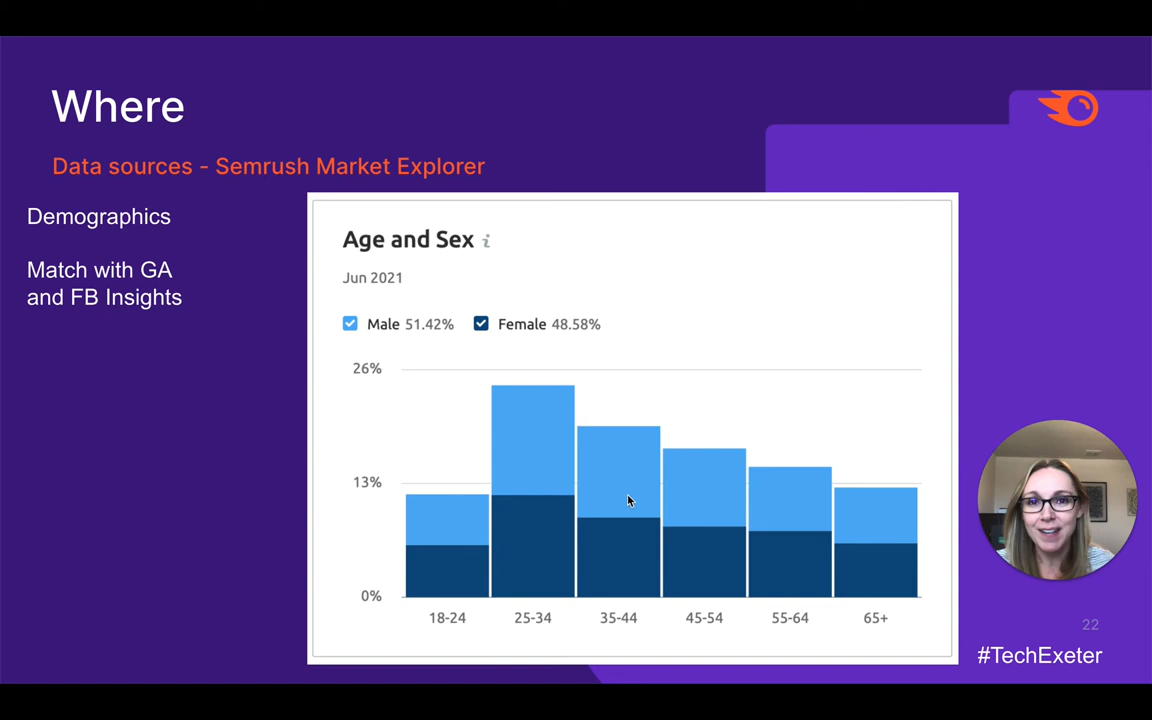 Where
Data sources - Semrush Market Explorer
Demographics
Match with GA
and FB Insights
Age and Sex i
Jun 2021
Male 51.42% Female 48.58%
26%
13%
0%
18-24 25-34 35-44 45-54 55-64 65+
22
#TechExeter